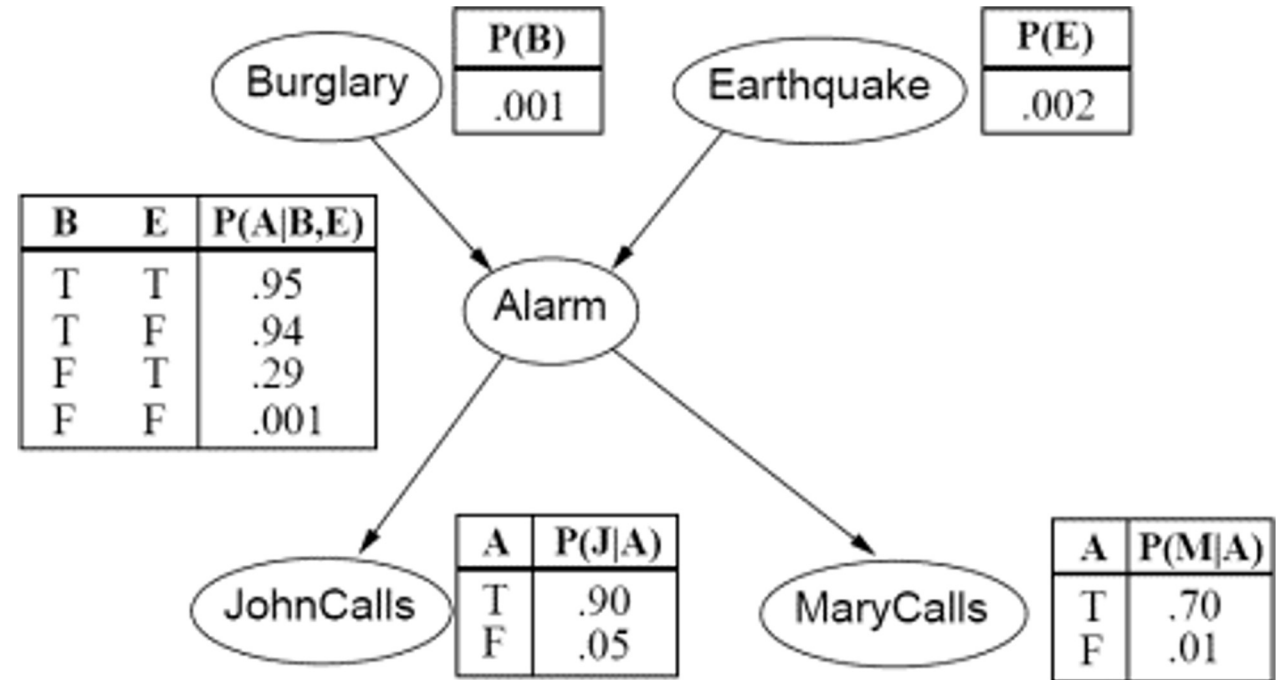 Burglary
P(B)
.001
Earthquake
P(E)
.002
B E P(A|B,E)
T T .95
T F .94
F T .29
F F .001
Alarm
JohnCalls
A P(J|A)
T .90
F .05
MaryCalls
A P(M|A)
T .70
F .01